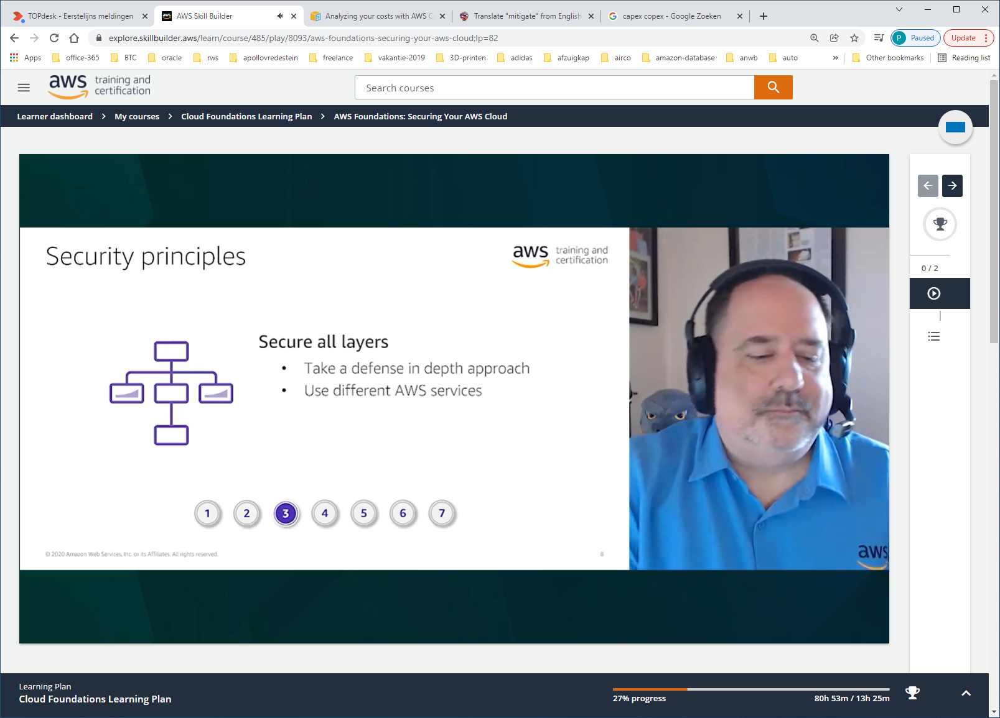 TOPdesk - Eerstelijns meldingen
AWS Skill Builder
Analyzing your costs with AWS C
Translate "mitigate" from English
capex copex - Google Zoeken
explore.skillbuilder.aws/learn/course/485/play/8093/aws-foundations-securing-your-aws-cloud;lp=82
P Paused
Update
Apps
office-365
BTC
oracle
rws
apollovredestein
freelance
vakantie-2019
3D-printen
adidas
afzuigkap
airco
amazon-database
anwb
auto
»
Other bookmarks
Reading list
aws training and
certification
Search courses
Learner dashboard > My courses > Cloud Foundations Learning Plan > AWS Foundations: Securing Your AWS Cloud
Security principles
aws training and
certification
0 / 2
Secure all layers
• Take a defense in depth approach
• Use different AWS services
1 2 3 4 5 6 7
© 2020 Amazon Web Services, Inc. or its Affiliates. All rights reserved.
8
aws
Learning Plan
Cloud Foundations Learning Plan
27% progress
80h 53m / 13h 25m